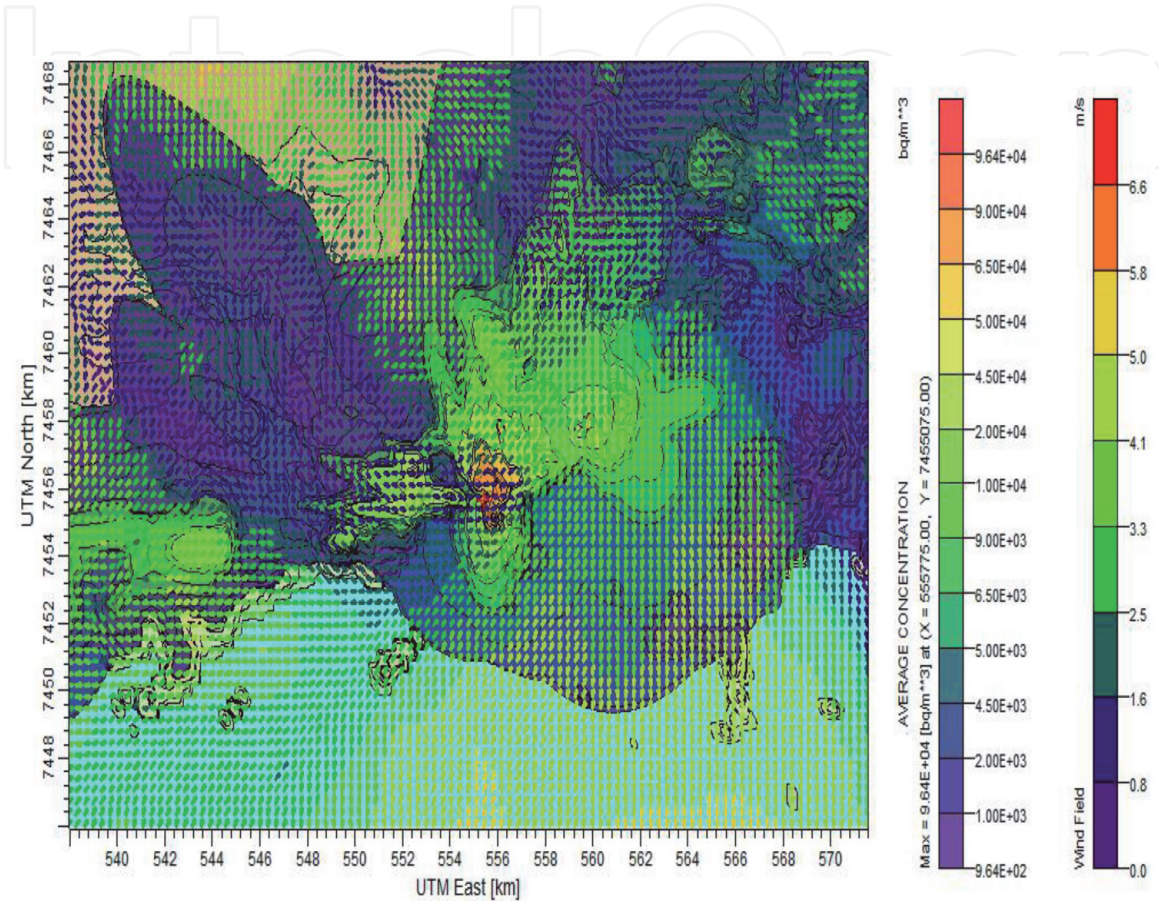 IntechOpen
bq/m**3
m/s
7468
7466
7464
7462
7460
7458
7456
7454
7452
7450
7448
UTM North [km]
540 542 544 546 548 550 552 554 556 558 560 562 564 566 568 570
UTM East [km]
AVERAGE CONCENTRATION
Max = 9.64E+04 [bq/m**3] at (X = 555775.00, Y = 7455075.00)
9.64E+04
9.00E+04
6.50E+04
5.00E+04
4.50E+04
2.00E+04
1.00E+04
9.00E+03
6.50E+03
5.00E+03
4.50E+03
2.00E+03
1.00E+03
9.64E+02
Wind Field
6.6
5.8
5.0
4.1
3.3
2.5
1.6
0.8
0.0